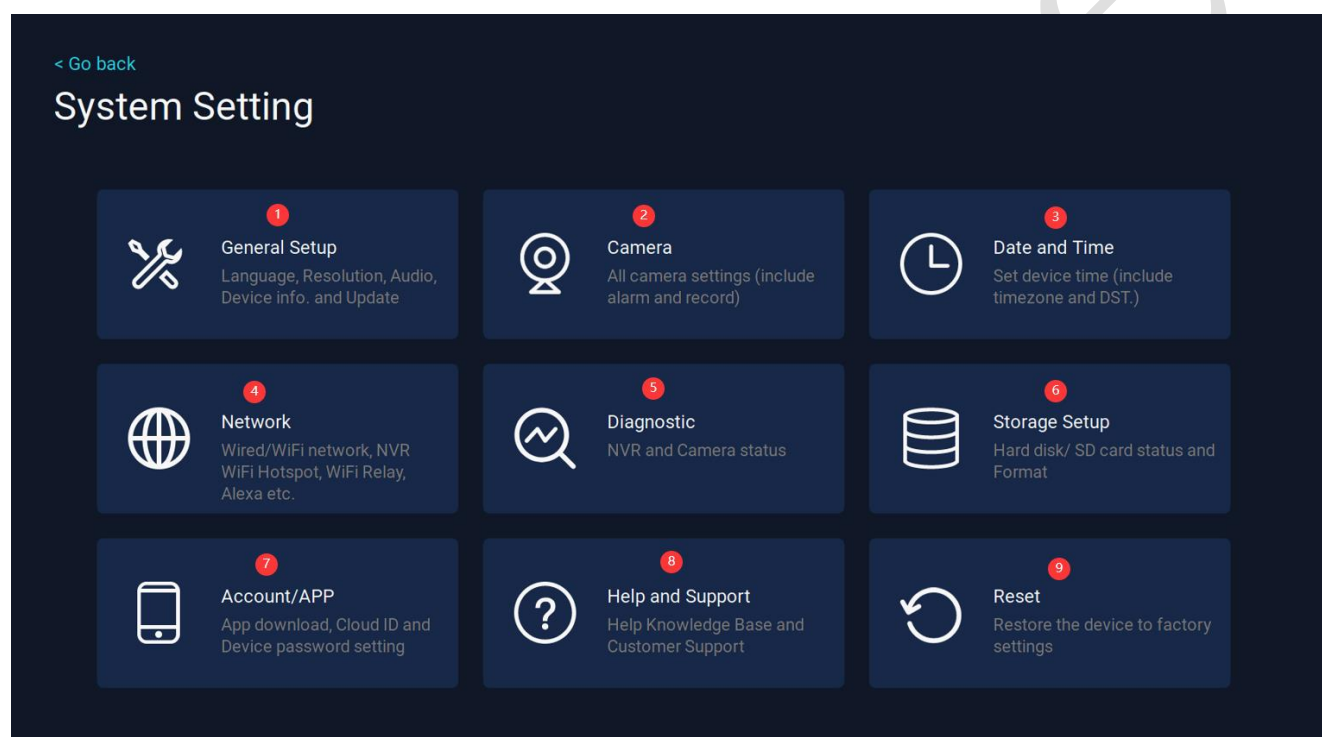 < Go back
System Setting
1
General Setup
Language, Resolution, Audio,
Device info. and Update
2
Camera
All camera settings (include
alarm and record)
3
Date and Time
Set device time (include
timezone and DST.)
4
Network
Wired/WiFi network, NVR
WiFi Hotspot, WiFi Relay,
Alexa etc.
5
Diagnostic
NVR and Camera status
6
Storage Setup
Hard disk/ SD card status and
Format
7
Account/APP
App download, Cloud ID and
Device password setting
8
Help and Support
Help Knowledge Base and
Customer Support
9
Reset
Restore the device to factory
settings